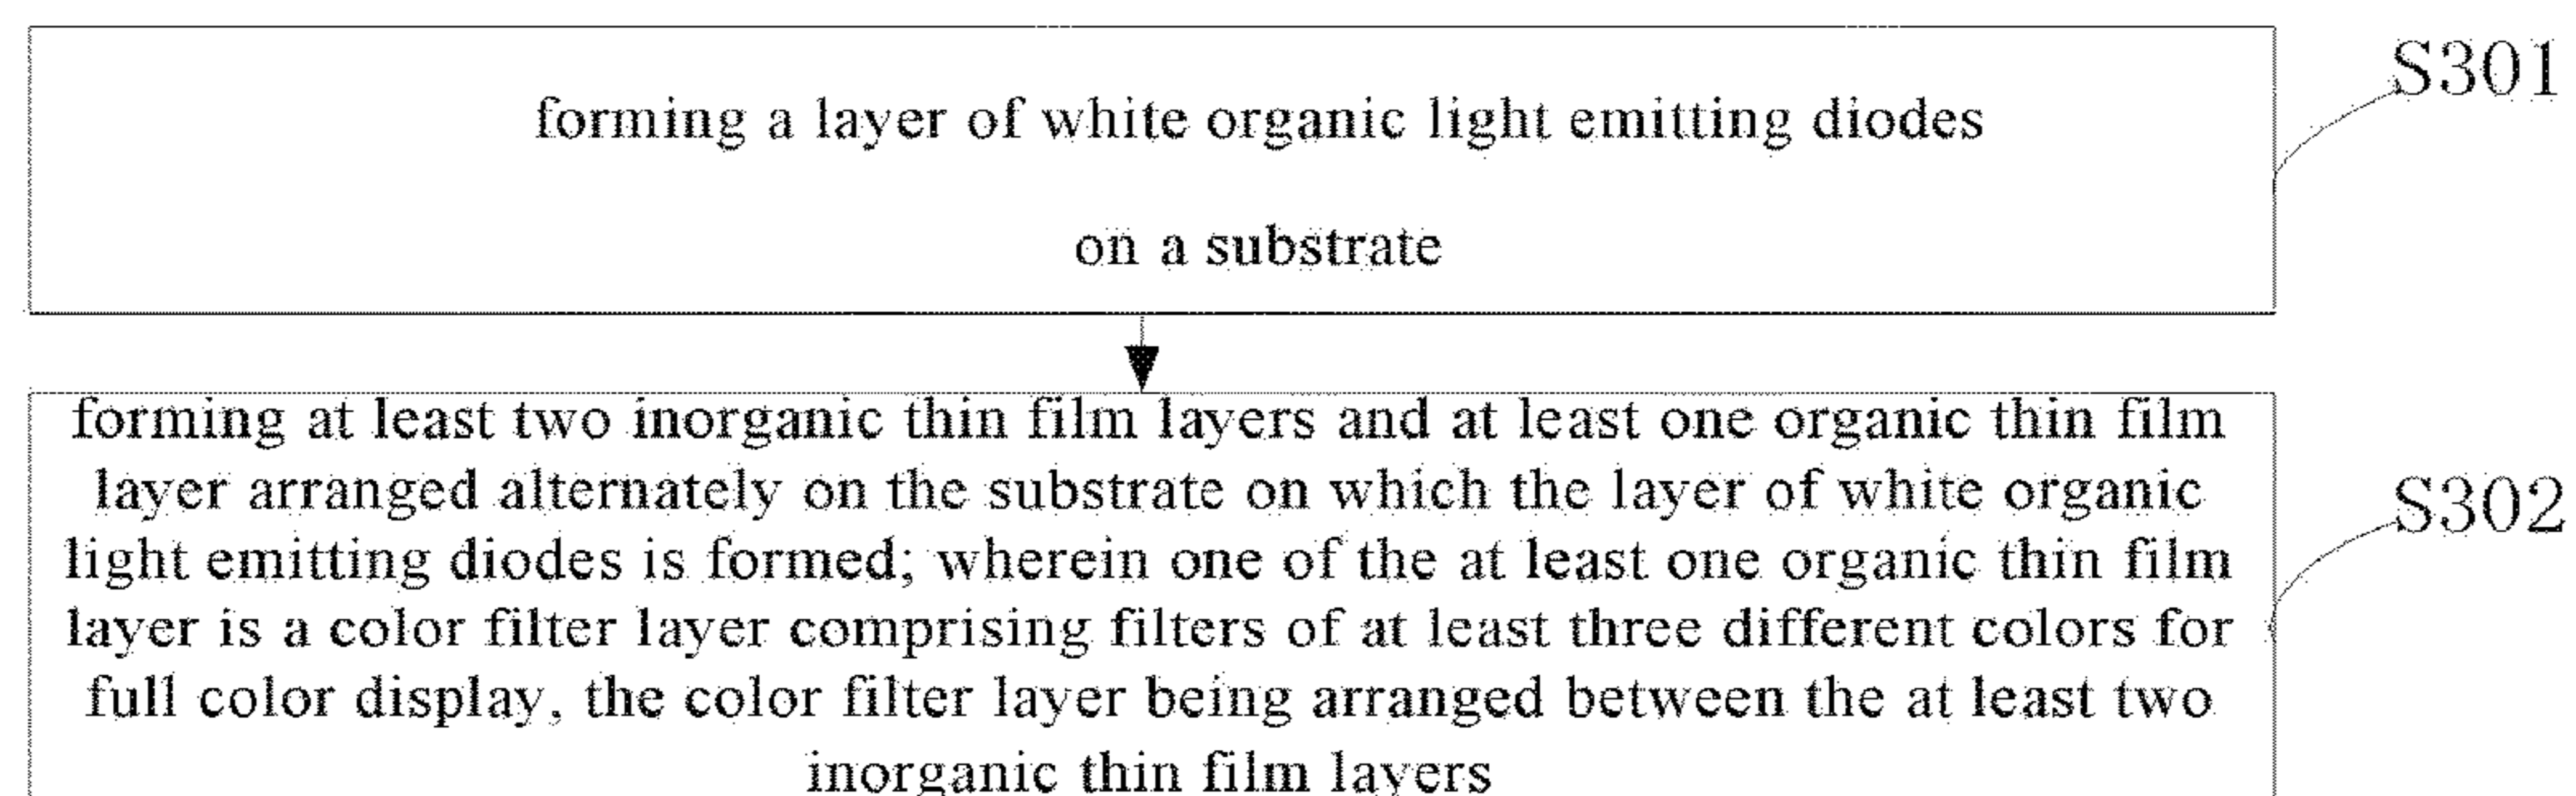 S301
forming a layer of white organic light emitting diodes
on a substrate
forming at least two inorganic thin film layers and at least one organic thin film
layer arranged alternately on the substrate on which the layer of white organic
S302
light emitting diodes is formed; wherein one of the at least one organic thin film
layer is a color filter layer comprising filters of at least three different colors for
full color display, the color filter layer being arranged between the at least two
inorganic thin film layers